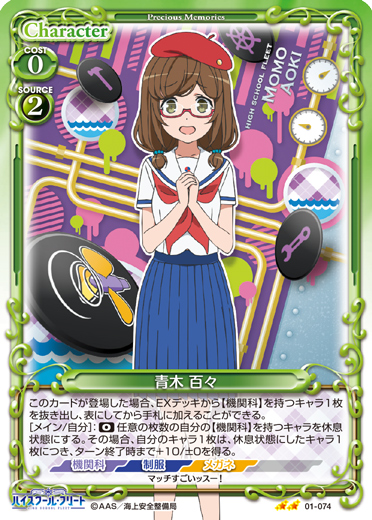 Precious Memories
Character
COST
0
SOURCE
2
HIGH SCHOOL FLEET
MOMO
AOKI
青木 百々
このカードが登場した場合、EXデッキから【機関科】を持つキャラ1枚
を抜き出し、表にしてから手札に加えることができる。
[メイン/自分]: 0 任意の枚数の自分の【機関科】を持つキャラを休息
状態にする。その場合、自分のキャラ1枚は、休息状態にしたキャラ1
枚につき、ターン終了時まで+10/±0を得る。
機関科 制服 メガネ
マッチすごいッスー!
ハイスクール・フリート
HIGH SCHOOL FLEET
©AAS/海上安全整備局
01-074